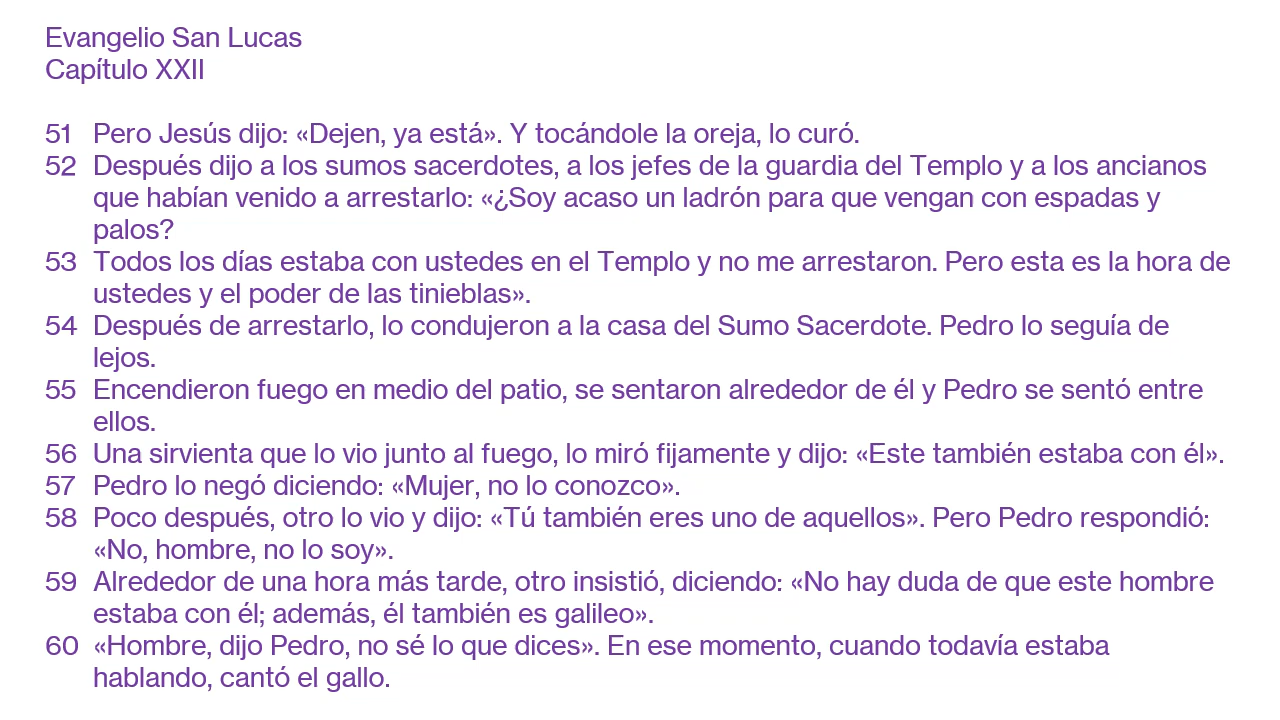 Evangelio San Lucas
Capítulo XXII
51 Pero Jesús dijo: «Dejen, ya está». Y tocándole la oreja, lo curó.
52 Después dijo a los sumos sacerdotes, a los jefes de la guardia del Templo y a los ancianos
que habían venido a arrestarlo: «¿Soy acaso un ladrón para que vengan con espadas y
palos?
53 Todos los días estaba con ustedes en el Templo y no me arrestaron. Pero esta es la hora de
ustedes y el poder de las tinieblas».
54 Después de arrestarlo, lo condujeron a la casa del Sumo Sacerdote. Pedro lo seguía de
lejos.
55 Encendieron fuego en medio del patio, se sentaron alrededor de él y Pedro se sentó entre
ellos.
56 Una sirvienta que lo vio junto al fuego, lo miró fijamente y dijo: «Este también estaba con él».
57 Pedro lo negó diciendo: «Mujer, no lo conozco».
58 Poco después, otro lo vio y dijo: «Tú también eres uno de aquellos». Pero Pedro respondió:
«No, hombre, no lo soy».
59 Alrededor de una hora más tarde, otro insistió, diciendo: «No hay duda de que este hombre
estaba con él; además, él también es galileo».
60 «Hombre, dijo Pedro, no sé lo que dices». En ese momento, cuando todavía estaba
hablando, cantó el gallo.